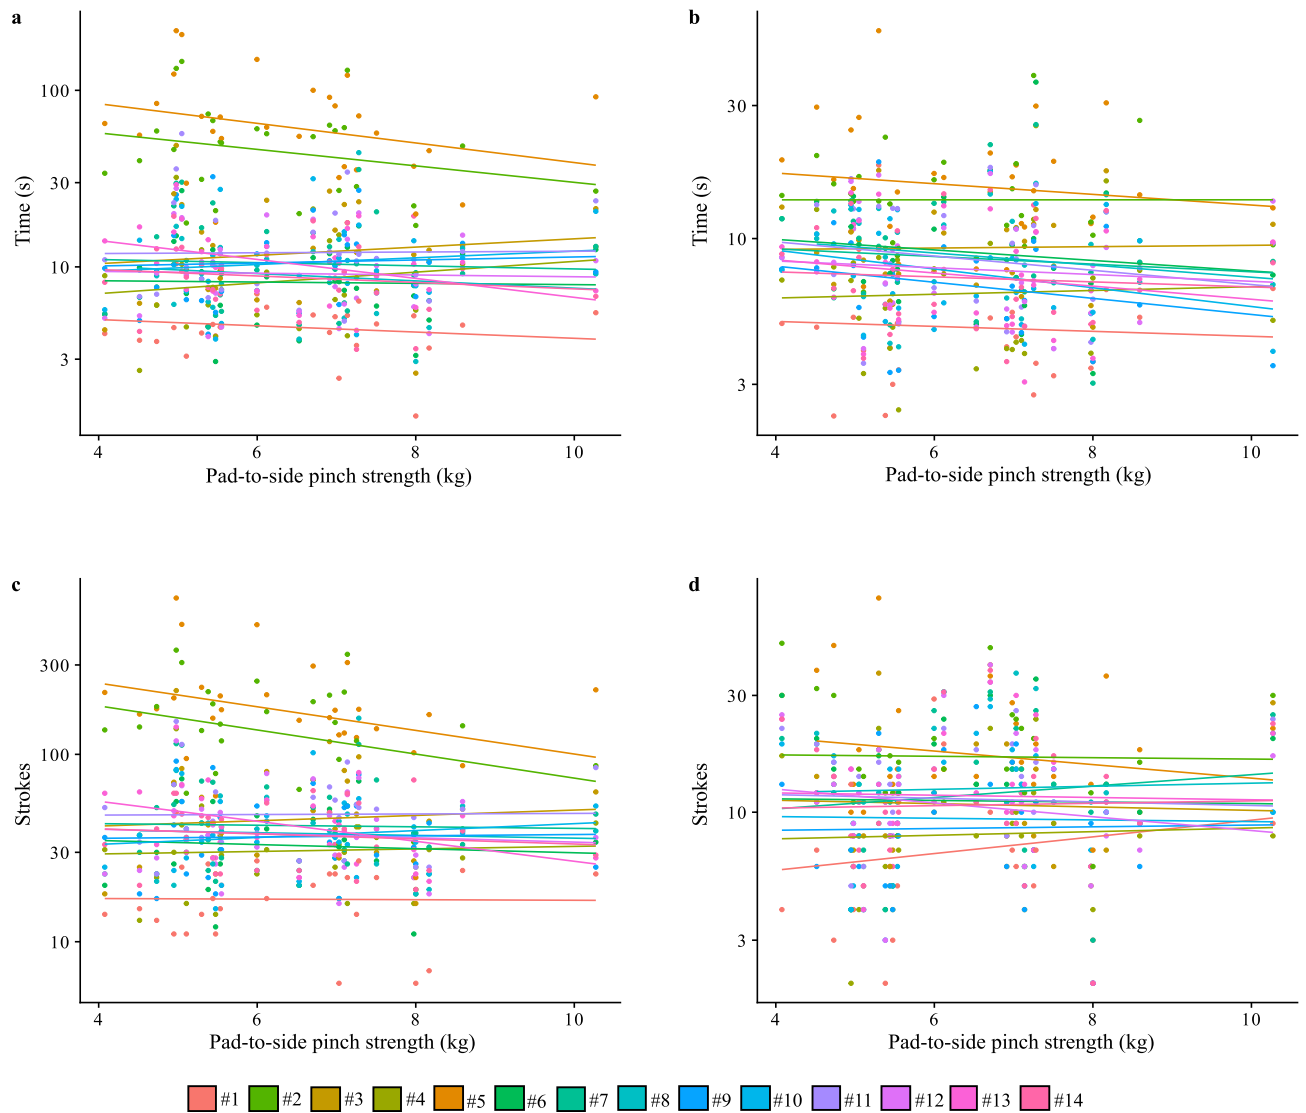 a
100
30
10
3
Time (s)
4 6 8 10
Pad-to-side pinch strength (kg)
b
30
10
3
Time (s)
4 6 8 10
Pad-to-side pinch strength (kg)
c
300
100
30
10
Strokes
4 6 8 10
Pad-to-side pinch strength (kg)
d
30
10
3
Strokes
4 6 8 10
Pad-to-side pinch strength (kg)
#1 #2 #3 #4 #5 #6 #7 #8 #9 #10 #11 #12 #13 #14